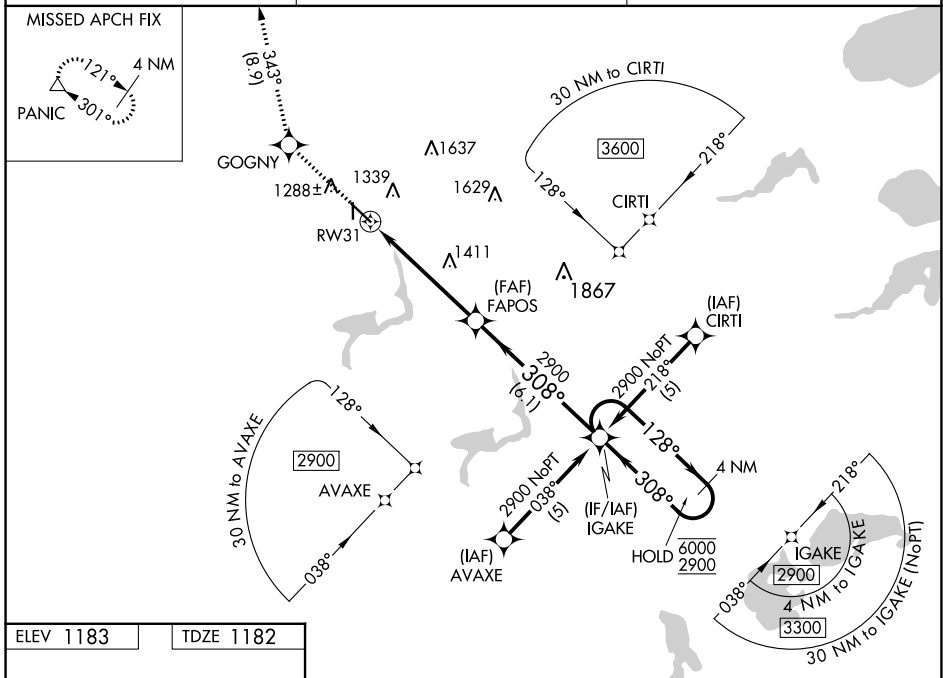 MISSED APCH FIX
4 NM
121°
301°
PANIC
343°
(8.9)
GOGNY
1637
1288±
1339
1629
RW31
1411
1867
30 NM to CIRTI
3600
128°
218°
CIRTI
(FAF)
FAPOS
(IAF)
CIRTI
2900
308°
(6.1)
2900 NoPT
218°
(5)
30 NM to AVAXE
128°
2900
AVAXE
038°
128°
4 NM
308°
2900 NoPT
038°
(5)
(IF/IAF)
IGAKE
(IAF)
AVAXE
HOLD
6000
2900
218°
IGAKE
038°
2900
4 NM to IGAKE
3300
30 NM to IGAKE (NoPT)
ELEV 1183
TDZE 1182